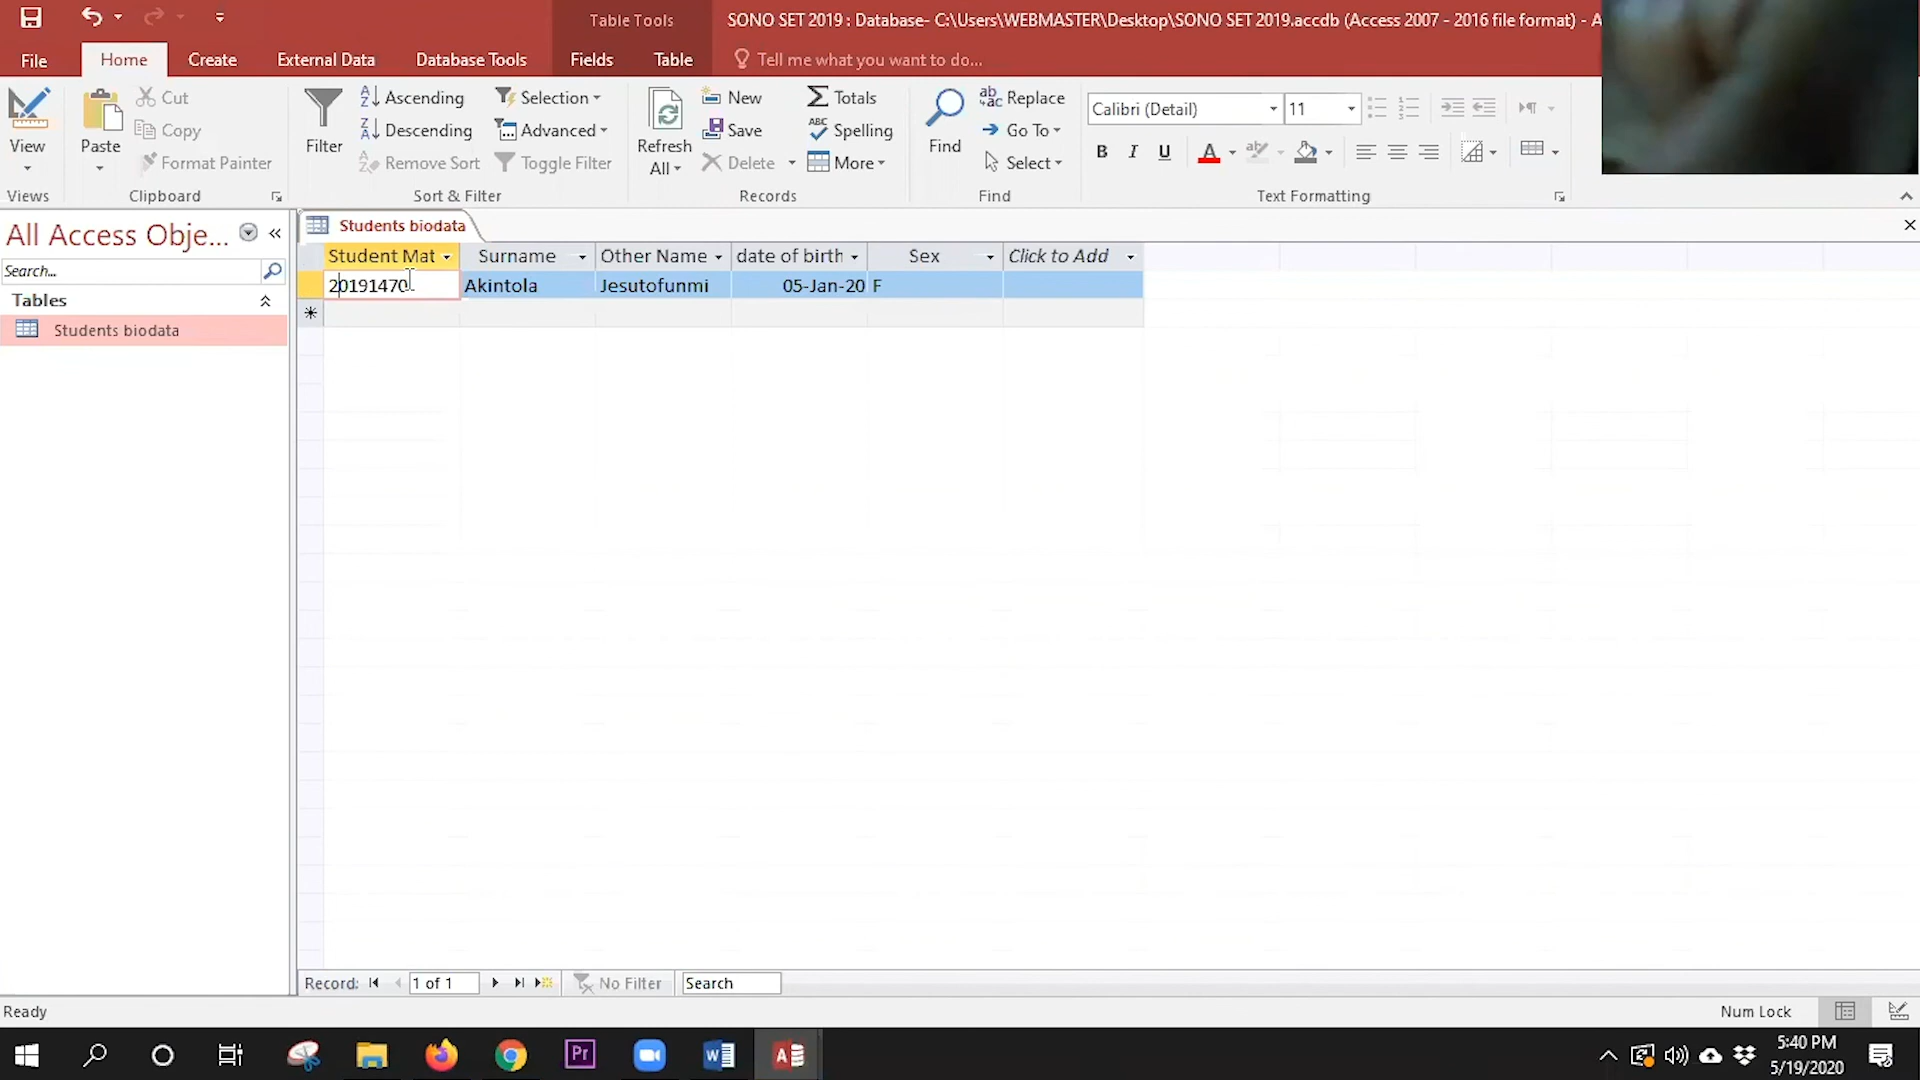 Table Tools
SONO SET 2019 : Database- C:\Users\WEBMASTER\Desktop\SONO SET 2019.accdb (Access 2007 - 2016 file format) - A
File Home Create External Data Database Tools Fields Table Tell me what you want to do...
View
Views
Paste
Cut
Copy
Format Painter
Clipboard
Filter
Ascending
Descending
Remove Sort
Selection
Advanced
Toggle Filter
Sort & Filter
Refresh
All
New
Save
Delete
Totals
Spelling
More
Records
Find
Replace
Go To
Select
Find
Calibri (Detail) 11
B I U A
Text Formatting
All Access Obje...
Search...
Tables
Students biodata
Students biodata
Student Mat Surname Other Name date of birth Sex Click to Add
20191470 Akintola Jesutofunmi 05-Jan-20 F
Record: 1 of 1 No Filter Search
Ready Num Lock
5:40 PM
5/19/2020